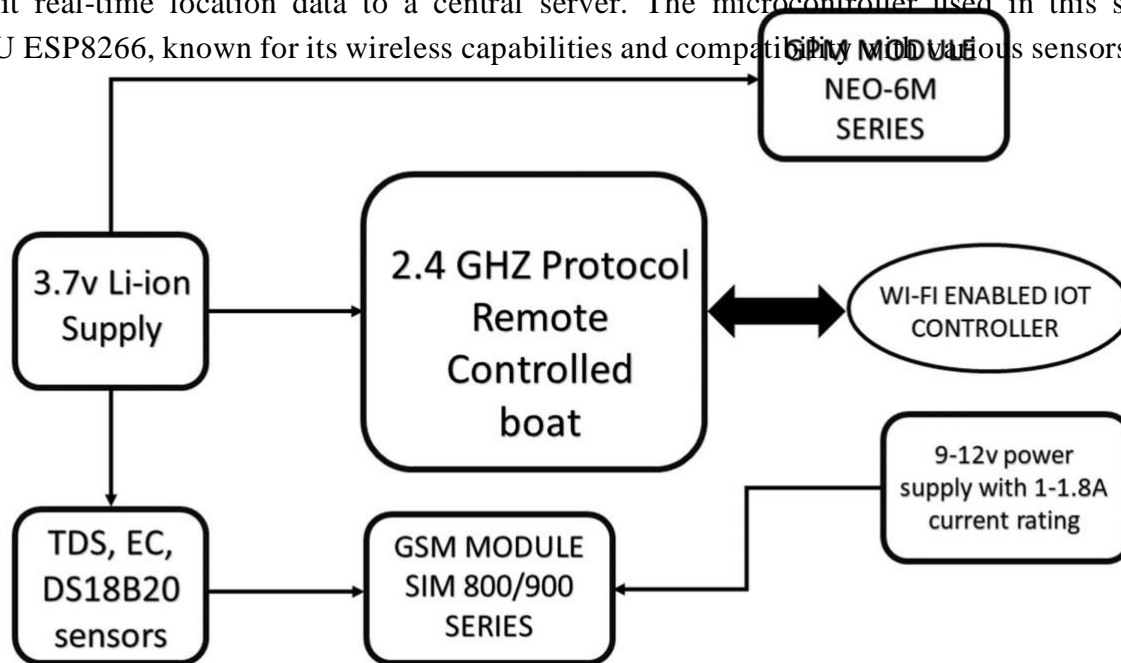 it real-time location data to a central server. The microcontroller used in this s
U ESP8266, known for its wireless capabilities and compatibility with various sensors
MODULE
NEO-6M
SERIES
3.7v Li-ion
Supply
2.4 GHZ Protocol
Remote
Controlled
boat
WI-FI ENABLED IOT
CONTROLLER
9-12v power
supply with 1-1.8A
current rating
TDS, EC,
DS18B20
sensors
GSM MODULE
SIM 800/900
SERIES